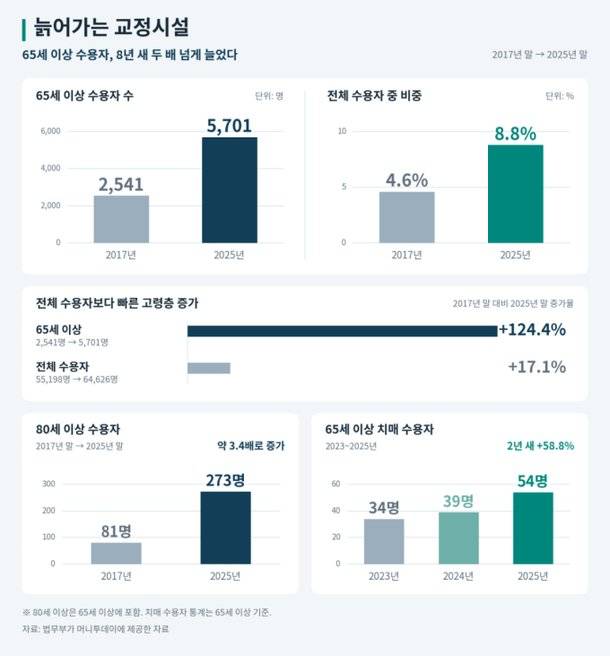 늙어가는 교정시설
65세 이상 수용자, 8년 새 두 배 넘게 늘었다
2017년 말 → 2025년 말
65세 이상 수용자 수
단위: 명
6,000
4,000
2,000
0
2,541
5,701
2017년
2025년
전체 수용자 중 비중
단위: %
10
5
0
4.6%
8.8%
2017년
2025년
전체 수용자보다 빠른 고령층 증가
2017년 말 대비 2025년 말 증가율
65세 이상
2,541명 → 5,701명
+124.4%
전체 수용자
55,198명 → 64,626명
+17.1%
80세 이상 수용자
2017년 말 → 2025년 말
약 3.4배로 증가
300
200
100
0
81명
273명
2017년
2025년
65세 이상 치매 수용자
2023~2025년
2년 새 +58.8%
60
40
20
0
34명
39명
54명
2023년
2024년
2025년
※ 80세 이상은 65세 이상에 포함. 치매 수용자 통계는 65세 이상 기준.
자료: 법무부가 머니투데이에 제공한 자료